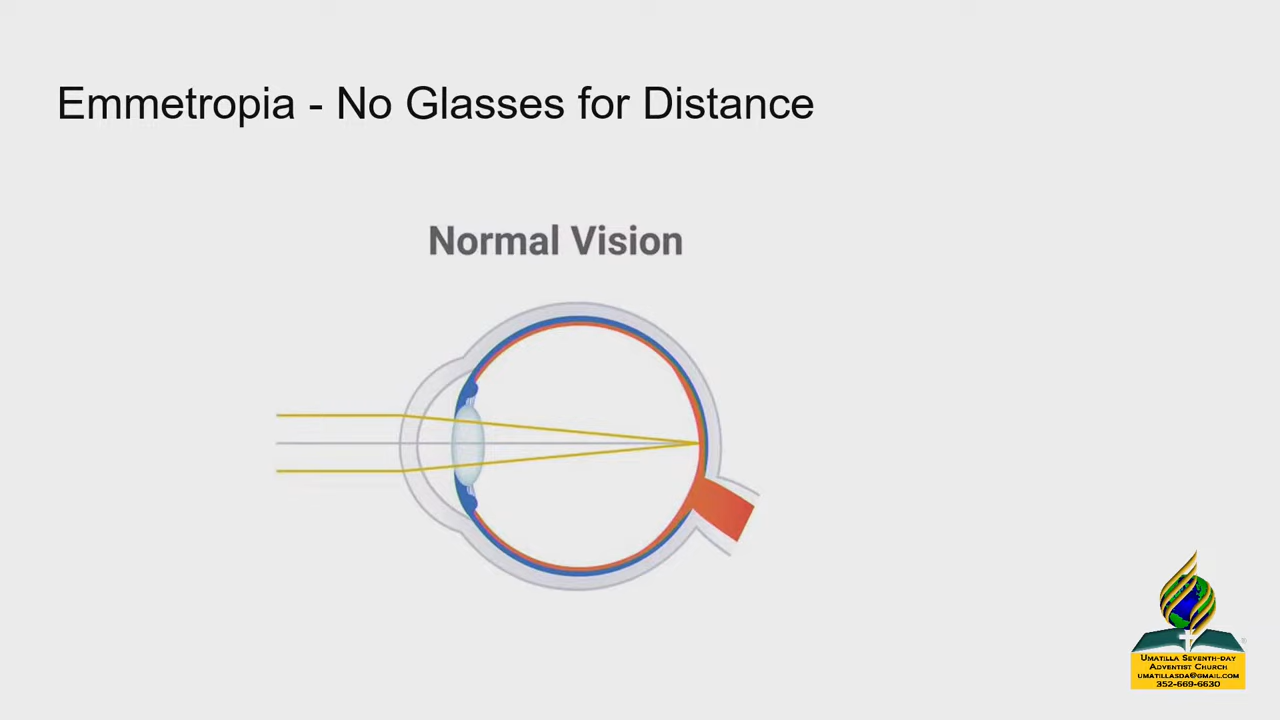 Emmetropia - No Glasses for Distance
Normal Vision
Umatilla Seventh-day
Adventist Church
umatillasda@gmail.com
352-669-6630